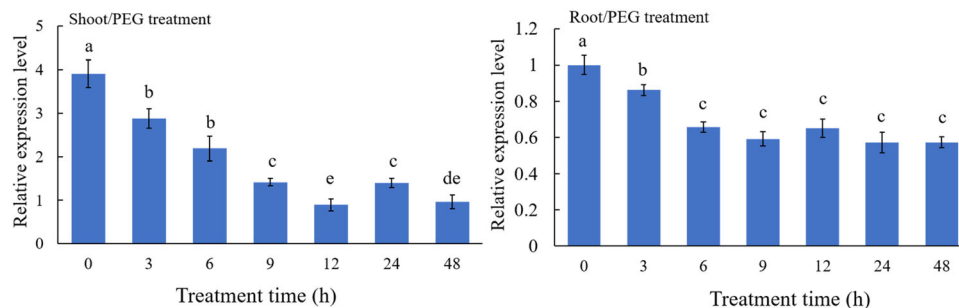 Shoot/PEG treatment
Relative expression level
5
4
3
2
1
0
a
b
b
c
e
c
de
0 3 6 9 12 24 48
Treatment time (h)
Root/PEG treatment
Relative expression level
1.2
1
0.8
0.6
0.4
0.2
0
a
b
c
c
c
c
c
0 3 6 9 12 24 48
Treatment time (h)